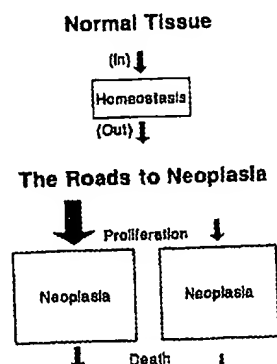 Normal Tissue
(In)
Homeostasis
(Out)
The Roads to Neoplasia
Proliferation
Neoplasia
Neoplasia
Death